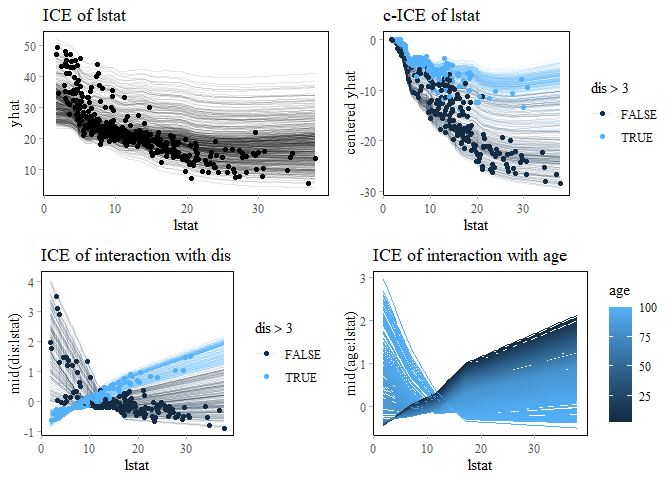 ICE of lstat
yhat
50
40
30
20
10
0
10
20
30
lstat
c-ICE of lstat
centered yhat
0
-10
-20
-30
0
10
20
30
lstat
dis > 3
FALSE
TRUE
ICE of interaction with dis
mid(dis:lstat)
4
3
2
1
0
-1
0
10
20
30
lstat
dis > 3
FALSE
TRUE
ICE of interaction with age
mid(age:lstat)
3
2
1
0
0
10
20
30
lstat
age
100
75
50
25